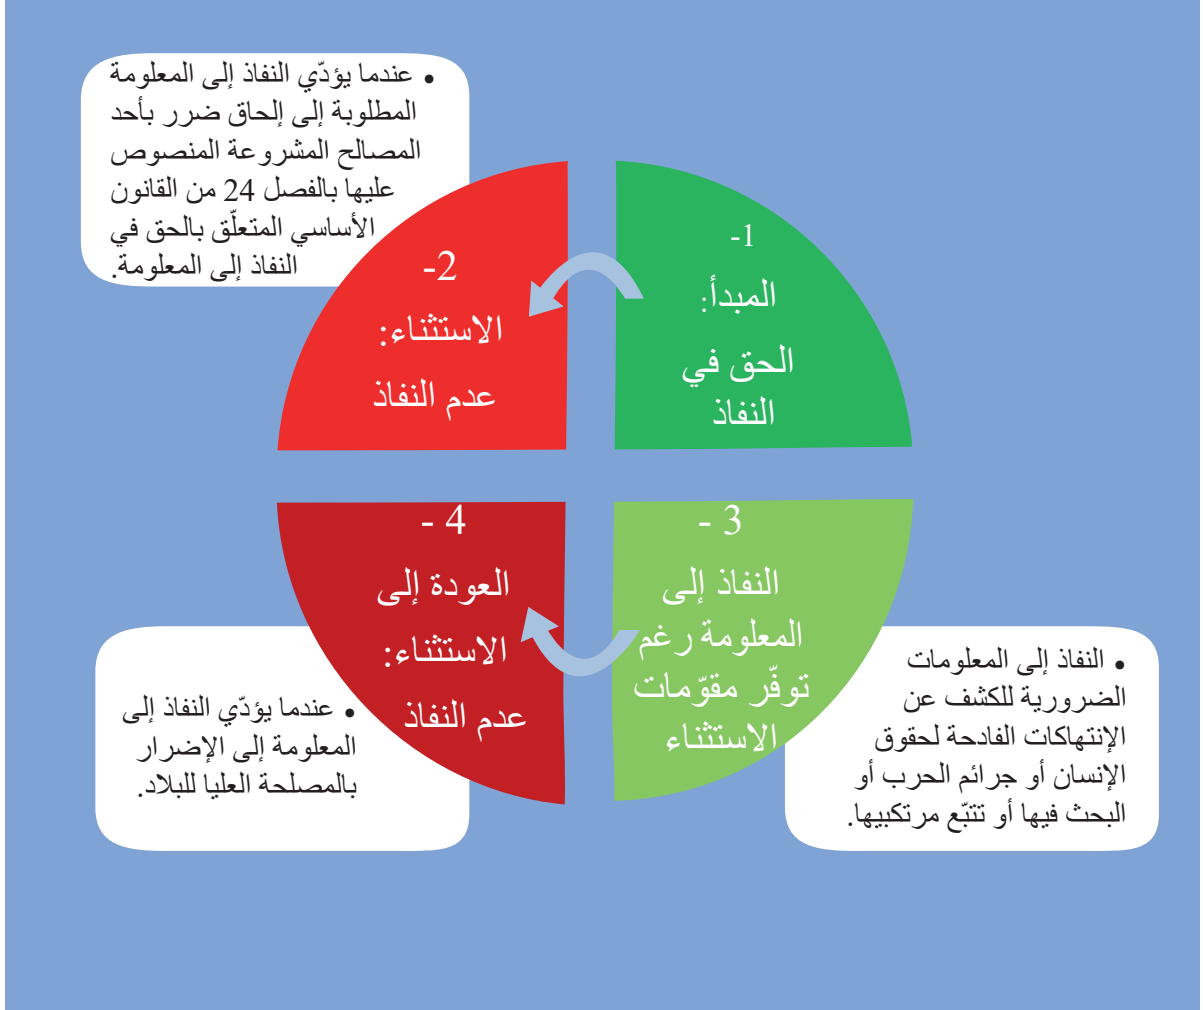 -1
المبدأ:
الحق في
النفاذ
• عندما يؤدّي النفاذ إلى المعلومة
المطلوبة إلى إلحاق ضرر بأحد
المصالح المشروعة المنصوص
عليها بالفصل 24 من القانون
الأساسي المتعلّق بالحق في
النفاذ إلى المعلومة.
-2
الاستثناء:
عدم النفاذ
- 3
النفاذ إلى
المعلومة رغم
توفّر مقوّمات
الاستثناء
• النفاذ إلى المعلومات
الضرورية للكشف عن
الإنتهاكات الفادحة لحقوق
الإنسان أو جرائم الحرب أو
البحث فيها أو تتبّع مرتكبيها.
- 4
العودة إلى
الاستثناء:
عدم النفاذ
• عندما يؤدّي النفاذ إلى
المعلومة إلى الإضرار
بالمصلحة العليا للبلاد.